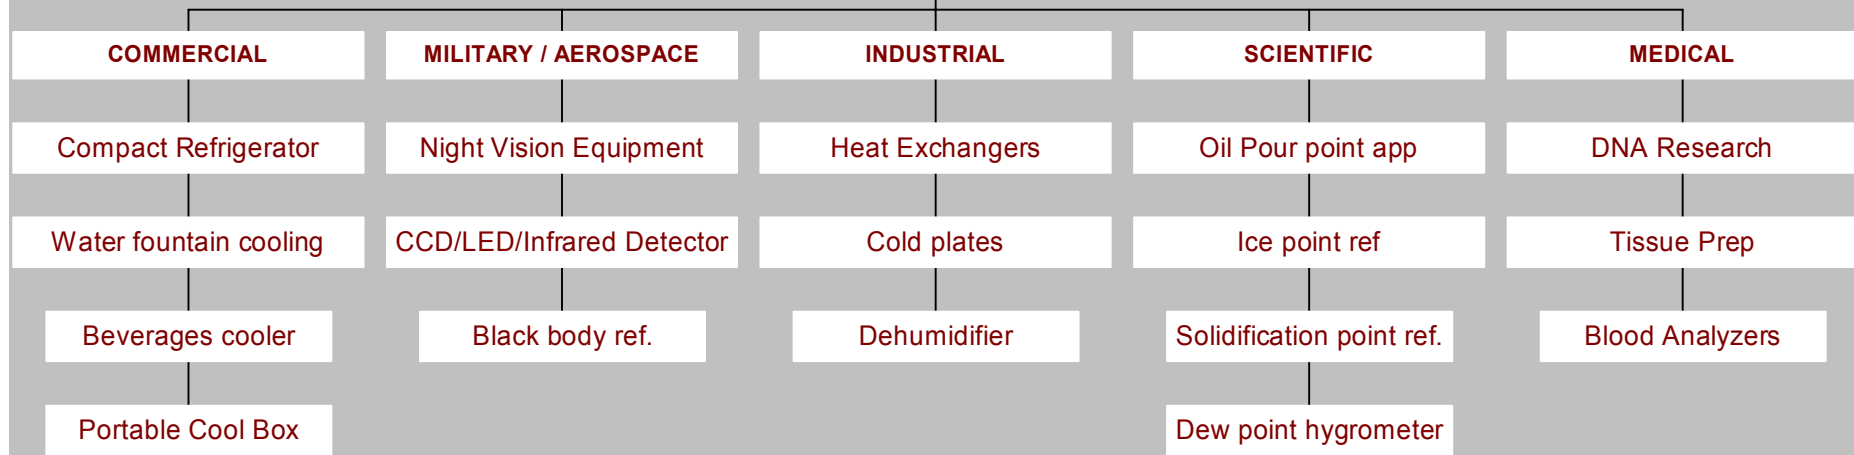 COMMERCIAL
MILITARY / AEROSPACE
INDUSTRIAL
SCIENTIFIC
MEDICAL
Compact Refrigerator
Night Vision Equipment
Heat Exchangers
Oil Pour point app
DNA Research
Water fountain cooling
CCD/LED/Infrared Detector
Cold plates
Ice point ref
Tissue Prep
Beverages cooler
Black body ref.
Dehumidifier
Solidification point ref.
Blood Analyzers
Portable Cool Box
Dew point hygrometer